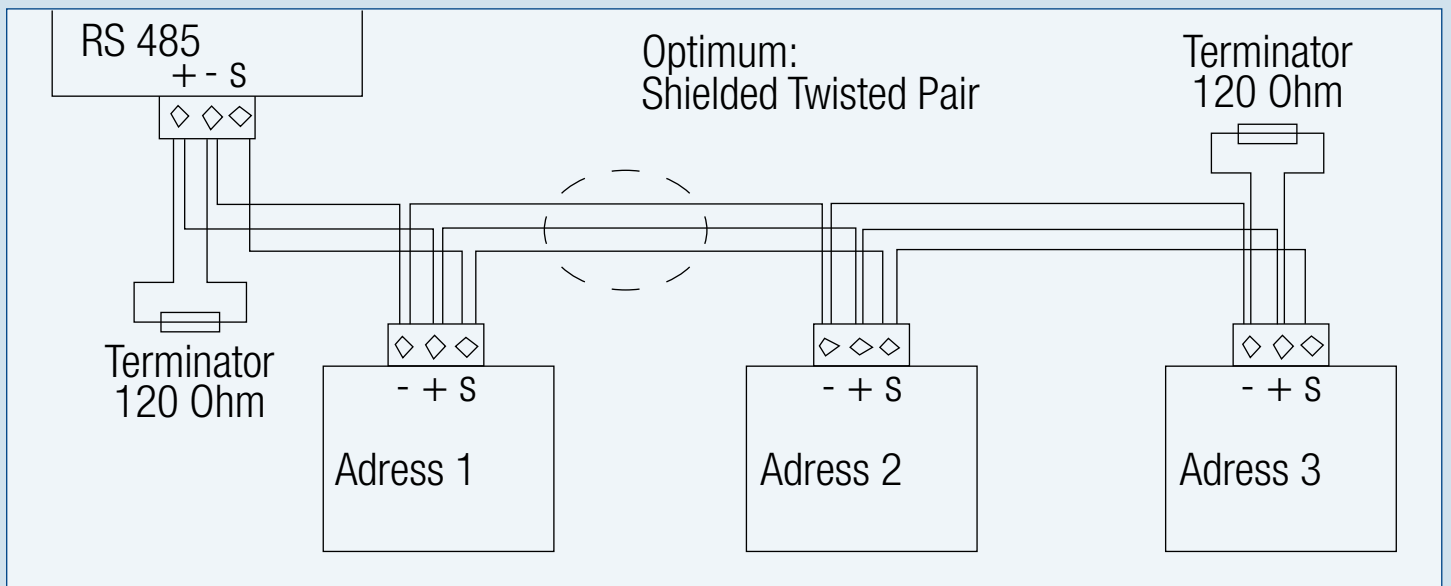 RS 485
+ - S
Optimum:
Shielded Twisted Pair
Terminator
120 Ohm
Terminator
120 Ohm
- + S
Adress 1
- + S
Adress 2
- + S
Adress 3